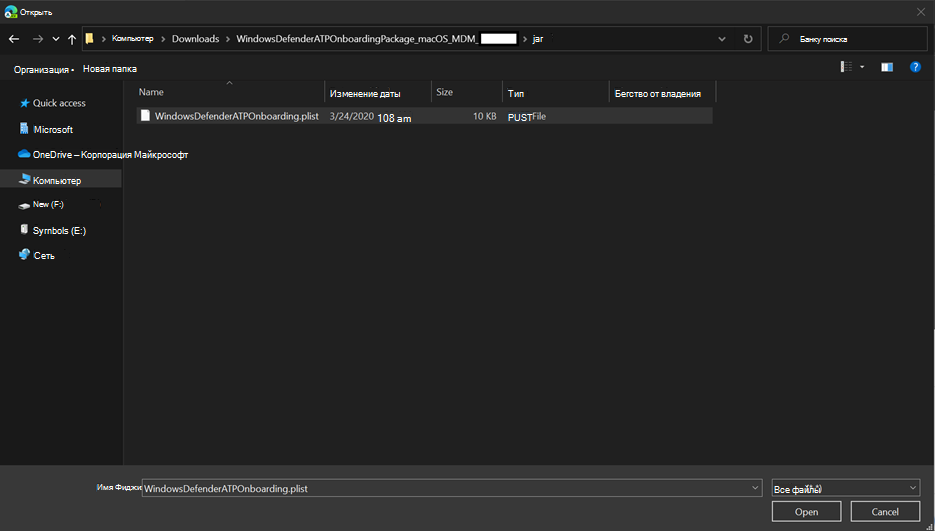 Открыть
Компьютер > Downloads > WindowsDefenderATPOnboardingPackage_macOS_MDM_ > jar
Банку поиска
Организация
Новая папка
Name
Изменение даты
Size
Тип
Бегство от владения
WindowsDefenderATPOnboarding.plist
3/24/2020 108 am
10 KB
PUSTFile
Quick access
Microsoft
OneDrive – Корпорация Майкрософт
Компьютер
New (F:)
Symbols (E:)
Сеть
Имя Фиджи
WindowsDefenderATPOnboarding.plist
Все файлы
Open
Cancel